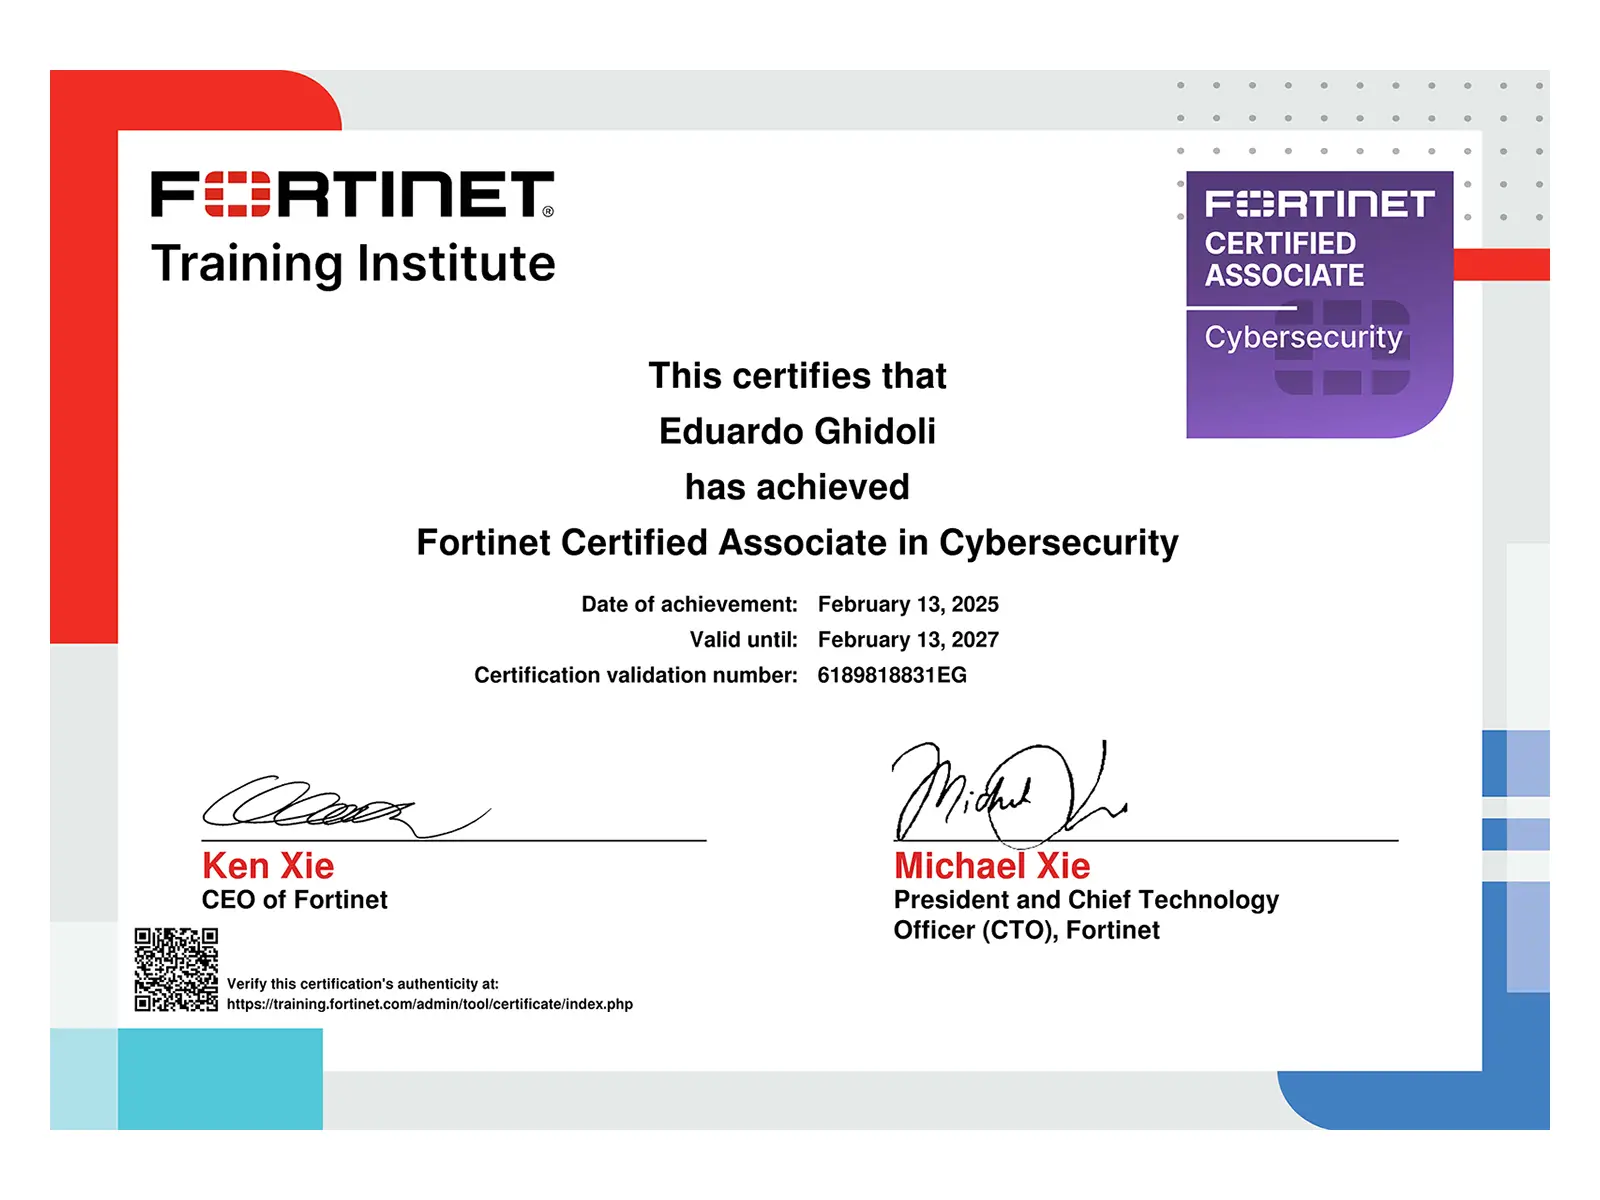 FORTINET®
Training Institute
FORTINET
CERTIFIED
ASSOCIATE
Cybersecurity
This certifies that
Eduardo Ghidoli
has achieved
Fortinet Certified Associate in Cybersecurity
Date of achievement: February 13, 2025
Valid until: February 13, 2027
Certification validation number: 6189818831EG
Ken Xie
CEO of Fortinet
Michael Xie
President and Chief Technology
Officer (CTO), Fortinet
Verify this certification's authenticity at:
https://training.fortinet.com/admin/tool/certificate/index.php